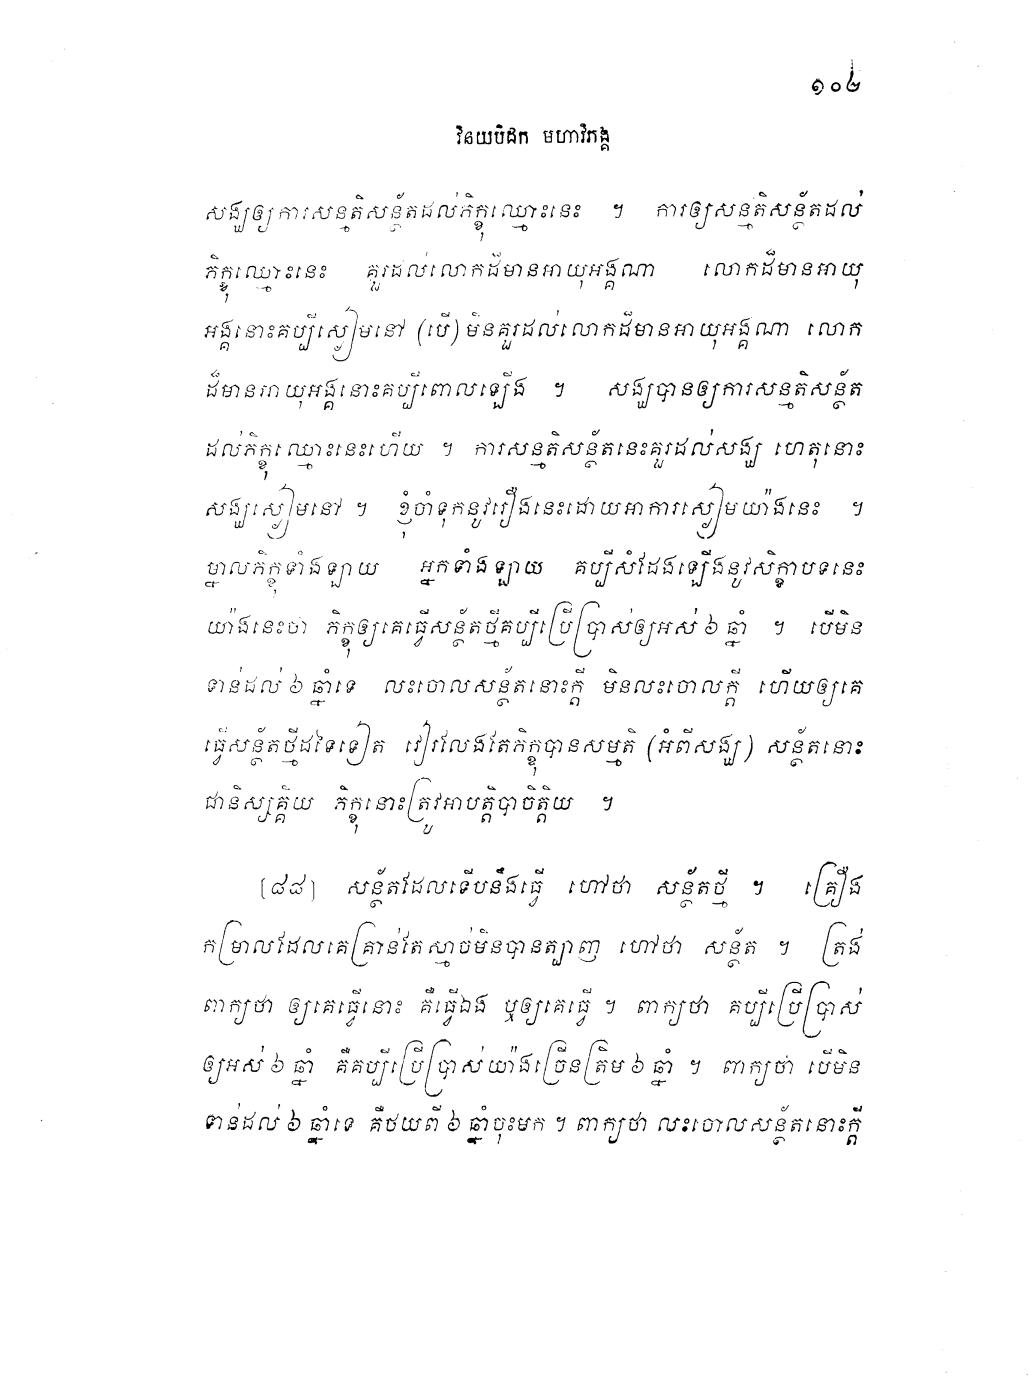 ១០២
វិនយបិដក មហាវិភង្គ
សង្ឃឲ្យការសន្មតិសន្ថ័តដល់ភិក្ខុឈ្មោះនេះ ។ ការឲ្យសន្មតិសន្ថ័តដល់
ភិក្ខុឈ្មោះនេះ គួរដល់លោកដ៏មានអាយុអង្គណា លោកដ៏មានអាយុ
អង្គនោះគប្បីស្ងៀមនៅ (បើ) មិនគួរដល់លោកដ៏មានអាយុអង្គណា លោក
ដ៏មានអាយុអង្គនោះគប្បីពោលឡើង ។ សង្ឃបានឲ្យការសន្មតិសន្ថ័ត
ដល់ភិក្ខុឈ្មោះនេះហើយ ។ ការសន្មតិសន្ថ័តនេះគួរដល់សង្ឃ ហេតុនោះ
សង្ឃស្ងៀមនៅ ។ ខ្ញុំចាំទុកនូវរឿងនេះដោយអាការស្ងៀមយ៉ាងនេះ ។
ម្នាលភិក្ខុទាំងឡាយ អ្នកទាំងឡាយ គប្បីសំដែងឡើងនូវសិក្ខាបទនេះ
យ៉ាងនេះថា ភិក្ខុឲ្យគេធ្វើសន្ថ័តថ្មីគប្បីប្រើប្រាស់ឲ្យអស់ ៦ ឆ្នាំ ។ បើមិន
ទាន់ដល់ ៦ ឆ្នាំទេ លះចោលសន្ថ័តនោះក្តី មិនលះចោលក្តី ហើយឲ្យគេ
ធ្វើសន្ថ័តថ្មីដទៃទៀត វៀរលែងតែភិក្ខុបានសម្មតិ (អំពីសង្ឃ) សន្ថ័តនោះ
ជានិស្សគ្គិយ ភិក្ខុនោះត្រូវអាបត្តិបាចិត្តិយ ។
[៨៨] សន្ថ័តដែលទើបនឹងធ្វើ ហៅថា សន្ថ័តថ្មី ។ គ្រឿង
កម្រាលដែលគេគ្រាន់តែស្មាច់មិនបានត្បាញ ហៅថា សន្ថ័ត ។ ត្រង់
ពាក្យថា ឲ្យគេធ្វើនោះ គឺធ្វើឯង ឬឲ្យគេធ្វើ ។ ពាក្យថា គប្បីប្រើប្រាស់
ឲ្យអស់ ៦ ឆ្នាំ គឺគប្បីប្រើប្រាស់យ៉ាងច្រើនត្រឹម ៦ ឆ្នាំ ។ ពាក្យថា បើមិន
ទាន់ដល់ ៦ ឆ្នាំទេ គឺថយពី ៦ ឆ្នាំចុះមក ។ ពាក្យថា លះចោលសន្ថ័តនោះក្តី